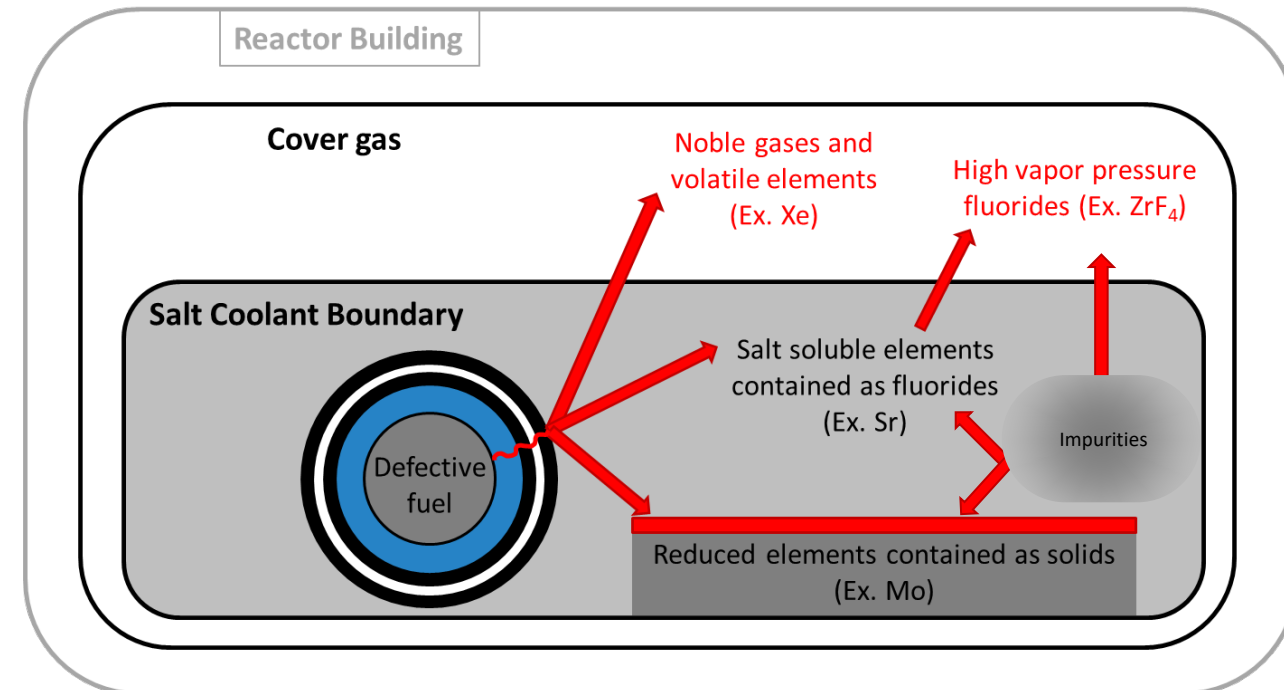 Reactor Building
Cover gas
Noble gases and
volatile elements
(Ex. Xe)
High vapor pressure
fluorides (Ex. ZrF₄)
Salt Coolant Boundary
Salt soluble elements
contained as fluorides
(Ex. Sr)
Impurities
Defective
fuel
Reduced elements contained as solids
(Ex. Mo)